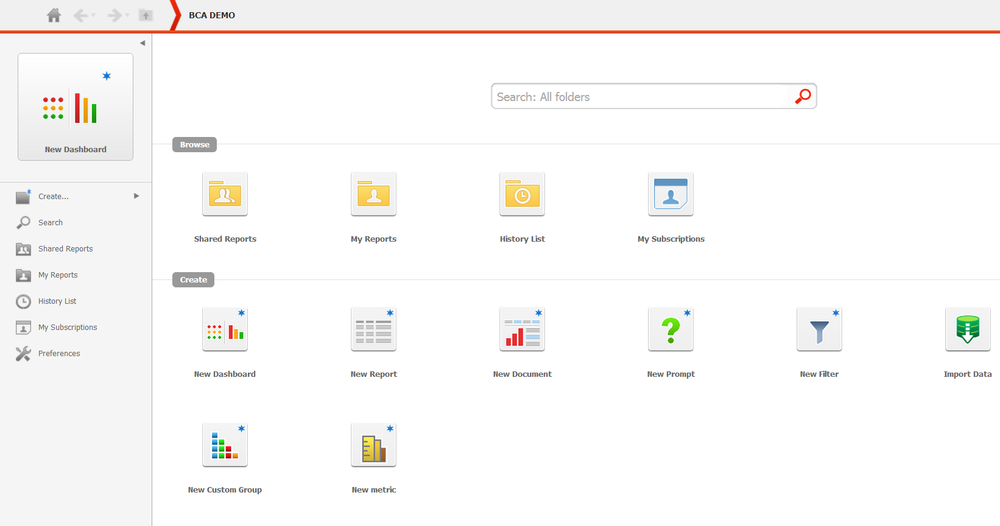 BCA DEMO
New Dashboard
Create...
Search
Shared Reports
My Reports
History List
My Subscriptions
Preferences
Search: All folders
Browse
Shared Reports
My Reports
History List
My Subscriptions
Create
New Dashboard
New Report
New Document
New Prompt
New Filter
Import Data
New Custom Group
New metric